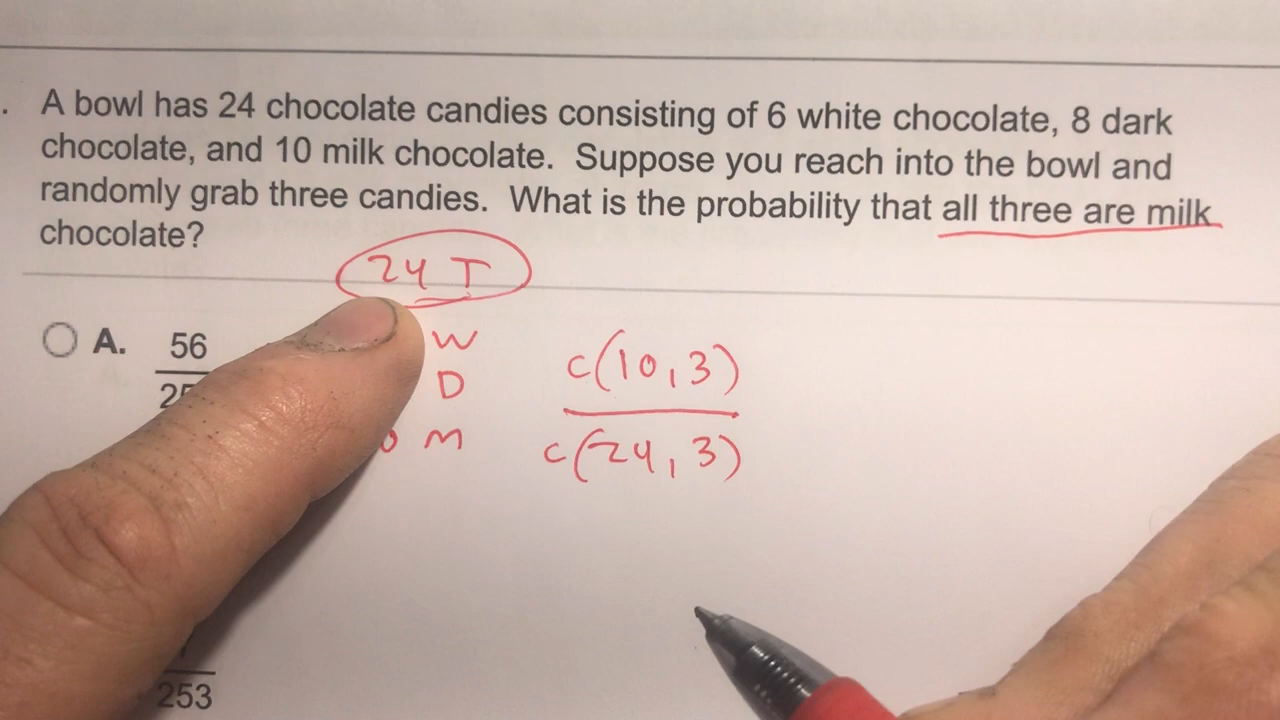 . A bowl has 24 chocolate candies consisting of 6 white chocolate, 8 dark
chocolate, and 10 milk chocolate. Suppose you reach into the bowl and
randomly grab three candies. What is the probability that all three are milk
chocolate?
24 T
A. 56
W
D
M
C(10,3)
C(24,3)
253